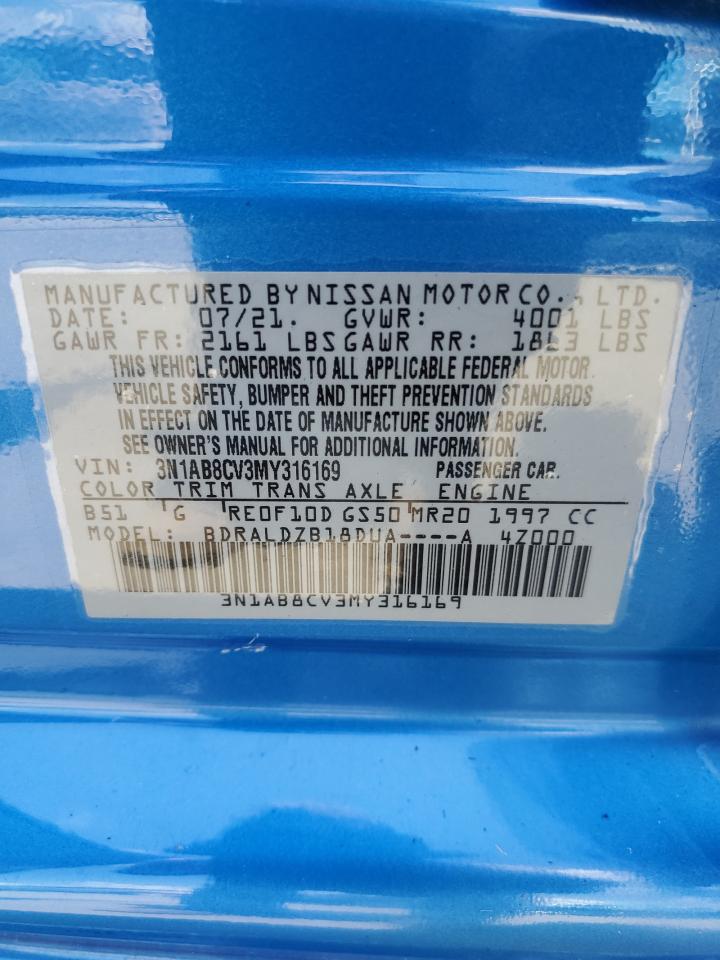 MANUFACTURED BY NISSAN MOTOR CO., LTD.
DATE: 07/21. GVWR: 4001 LBS
GAWR FR: 2161 LBS GAWR RR: 1863 LBS
THIS VEHICLE CONFORMS TO ALL APPLICABLE FEDERAL MOTOR
VEHICLE SAFETY, BUMPER AND THEFT PREVENTION STANDARDS
IN EFFECT ON THE DATE OF MANUFACTURE SHOWN ABOVE.
SEE OWNER'S MANUAL FOR ADDITIONAL INFORMATION.
VIN: 3N1AB8CV3MY316169 PASSENGER CAR.
COLOR TRIM TRANS AXLE ENGINE
B51 G RE0F10D GS50 MR20 1997 CC
MODEL: BDRALDZB18DUA----A 4Z000
3N1AB8CV3MY316169